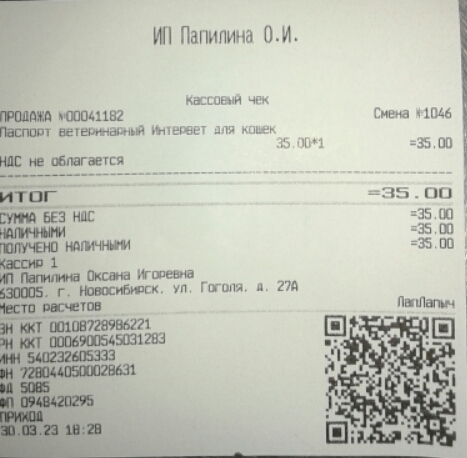 ИП Папилина О.И.
Кассовый чек
ПРОДАЖА №00041182 Смена №1046
Паспорт ветеринарный Интервет для кошек
35.00*1 =35.00
НДС не облагается
ИТОГ =35.00
СУММА БЕЗ НДС =35.00
НАЛИЧНЫМИ =35.00
ПОЛУЧЕНО НАЛИЧНЫМИ =35.00
Кассир 1
ИП Папилина Оксана Игоревна
630005, г. Новосибирск, ул. Гоголя, д. 27А
Место расчетов ЛапЛапыч
ЗН ККТ 00108728986221
РН ККТ 0006900545031283
ИНН 540232605333
ФН 7280440500028631
ФД 5085
ФП 0948420295
ПРИХОД
30.03.23 18:28